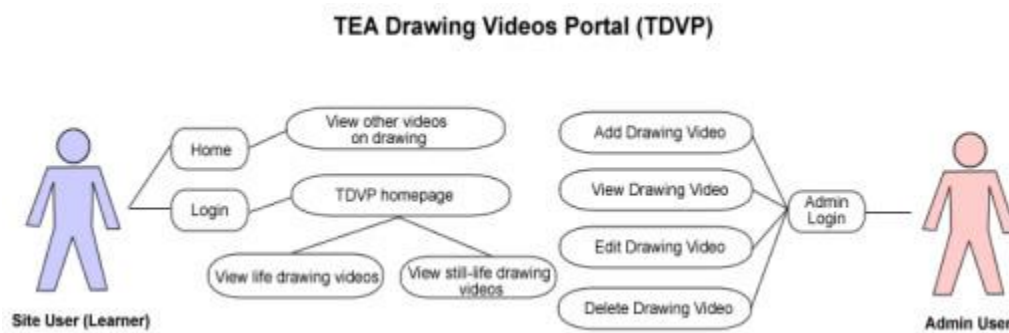 TEA Drawing Videos Portal (TDVP)
View other videos
on drawing
Home
Login
TDVP homepage
View life drawing videos
View still-life drawing
videos
Site User (Learner)
Add Drawing Video
View Drawing Video
Edit Drawing Video
Delete Drawing Video
Admin
Login
Admin User